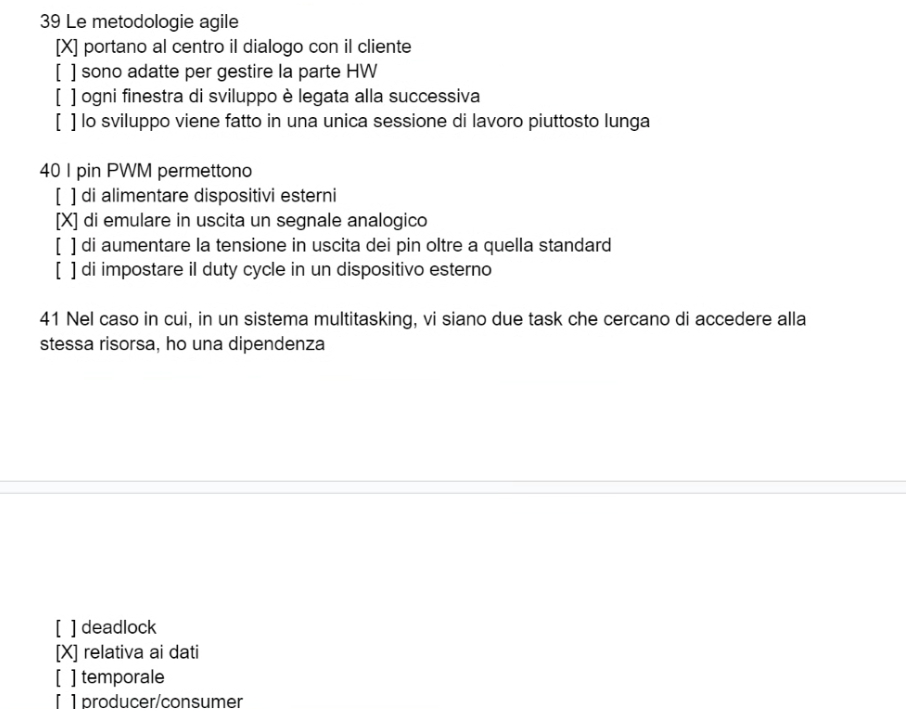 39 Le metodologie agile
[X] portano al centro il dialogo con il cliente
[ ] sono adatte per gestire la parte HW
[ ] ogni finestra di sviluppo è legata alla successiva
[ ] lo sviluppo viene fatto in una unica sessione di lavoro piuttosto lunga
40 I pin PWM permettono
[ ] di alimentare dispositivi esterni
[X] di emulare in uscita un segnale analogico
[ ] di aumentare la tensione in uscita dei pin oltre a quella standard
[ ] di impostare il duty cycle in un dispositivo esterno
41 Nel caso in cui, in un sistema multitasking, vi siano due task che cercano di accedere alla
stessa risorsa, ho una dipendenza
[ ] deadlock
[X] relativa ai dati
[ ] temporale
[ ] producer/consumer